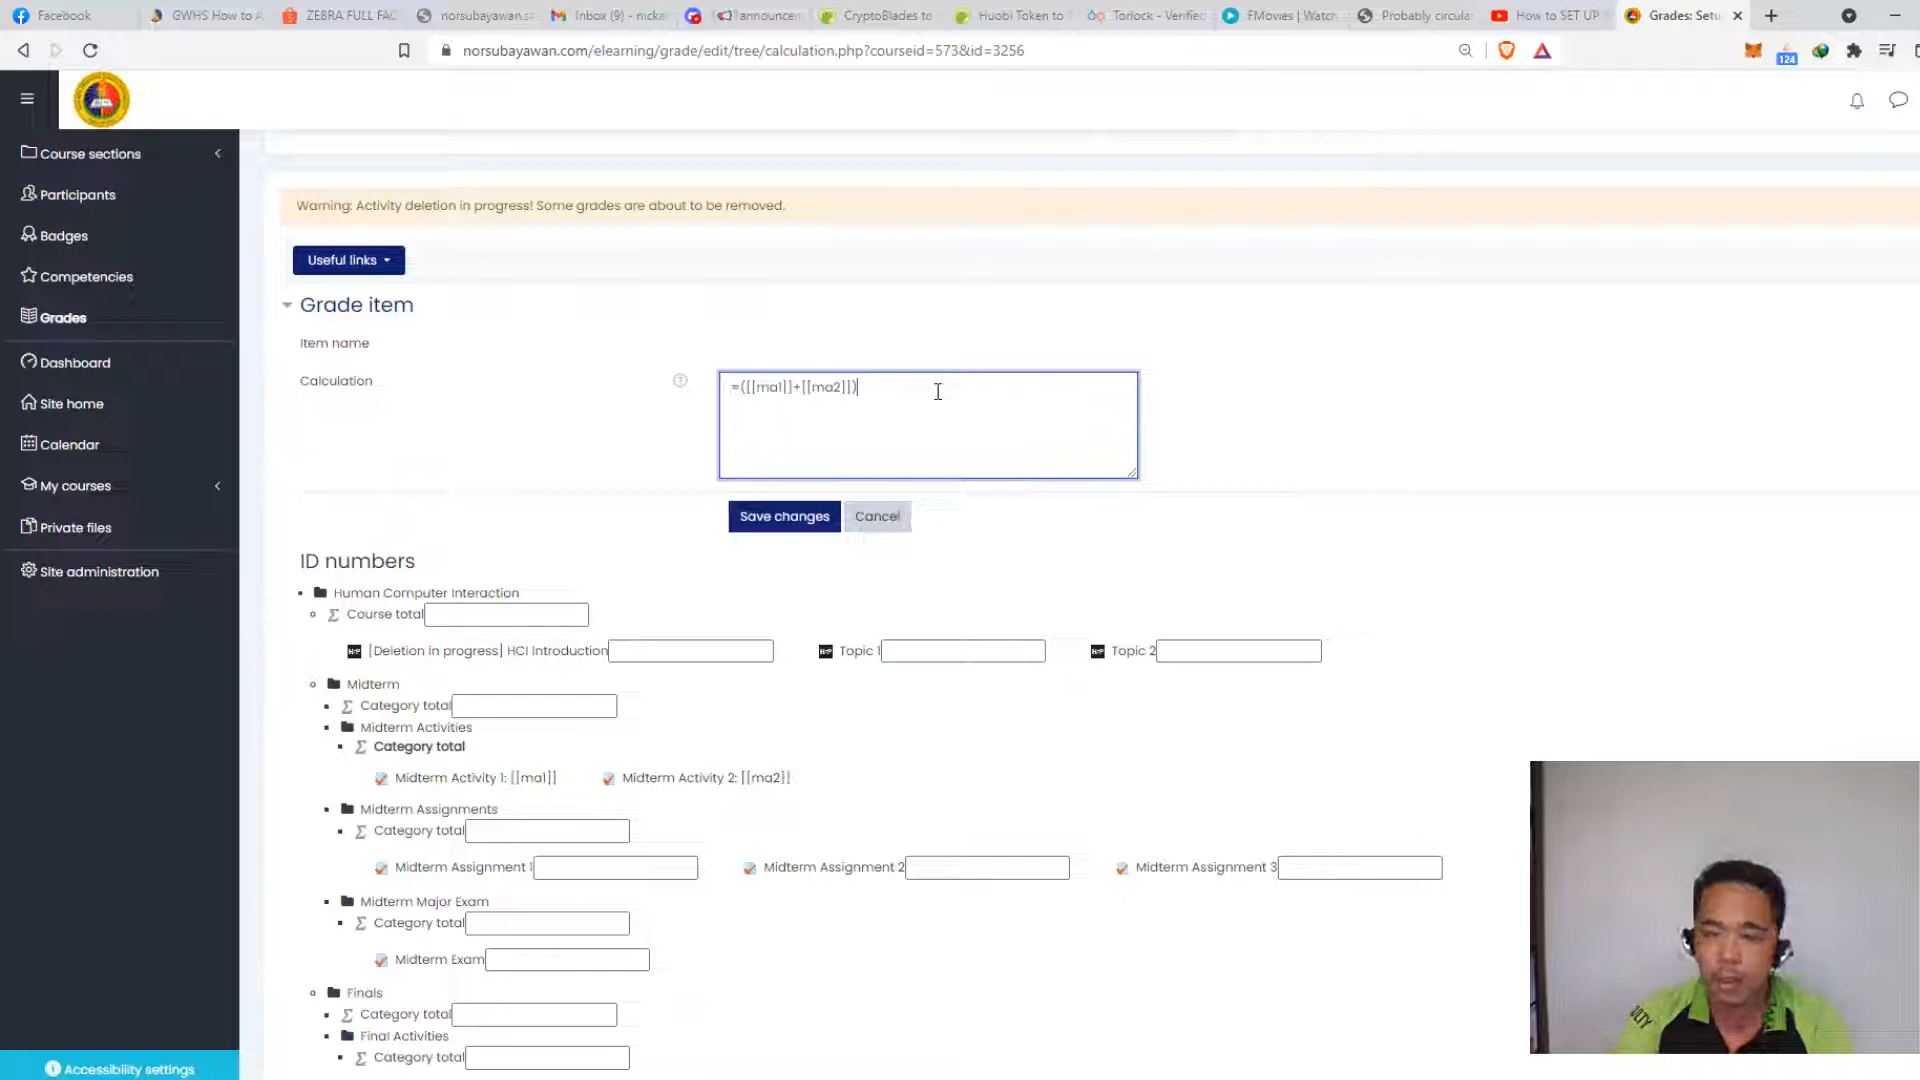 Facebook
GWHS How to A
ZEBRA FULL FAC
norsubayawan.s
Inbox (9) - nicka
announcem
CryptoBlades to
Huobi Token to
Torlock - Verified
FMovies | Watch
Probably circula
How to SET UP
Grades: Setu
norsubayawan.com/elearning/grade/edit/tree/calculation.php?courseid=573&id=3256
124
Course sections
Participants
Badges
Competencies
Grades
Dashboard
Site home
Calendar
My courses
Private files
Site administration
Accessibility settings
Warning: Activity deletion in progress! Some grades are about to be removed.
Useful links
Grade item
Item name
Calculation
=([[ma1]]+[[ma2]])
Save changes
Cancel
ID numbers
Human Computer Interaction
Course total
[Deletion in progress] HCI Introduction
Topic 1
Topic 2
Midterm
Category total
Midterm Activities
Category total
Midterm Activity 1: [[ma1]]
Midterm Activity 2: [[ma2]]
Midterm Assignments
Category total
Midterm Assignment 1
Midterm Assignment 2
Midterm Assignment 3
Midterm Major Exam
Category total
Midterm Exam
Finals
Category total
Final Activities
Category total
ULTY